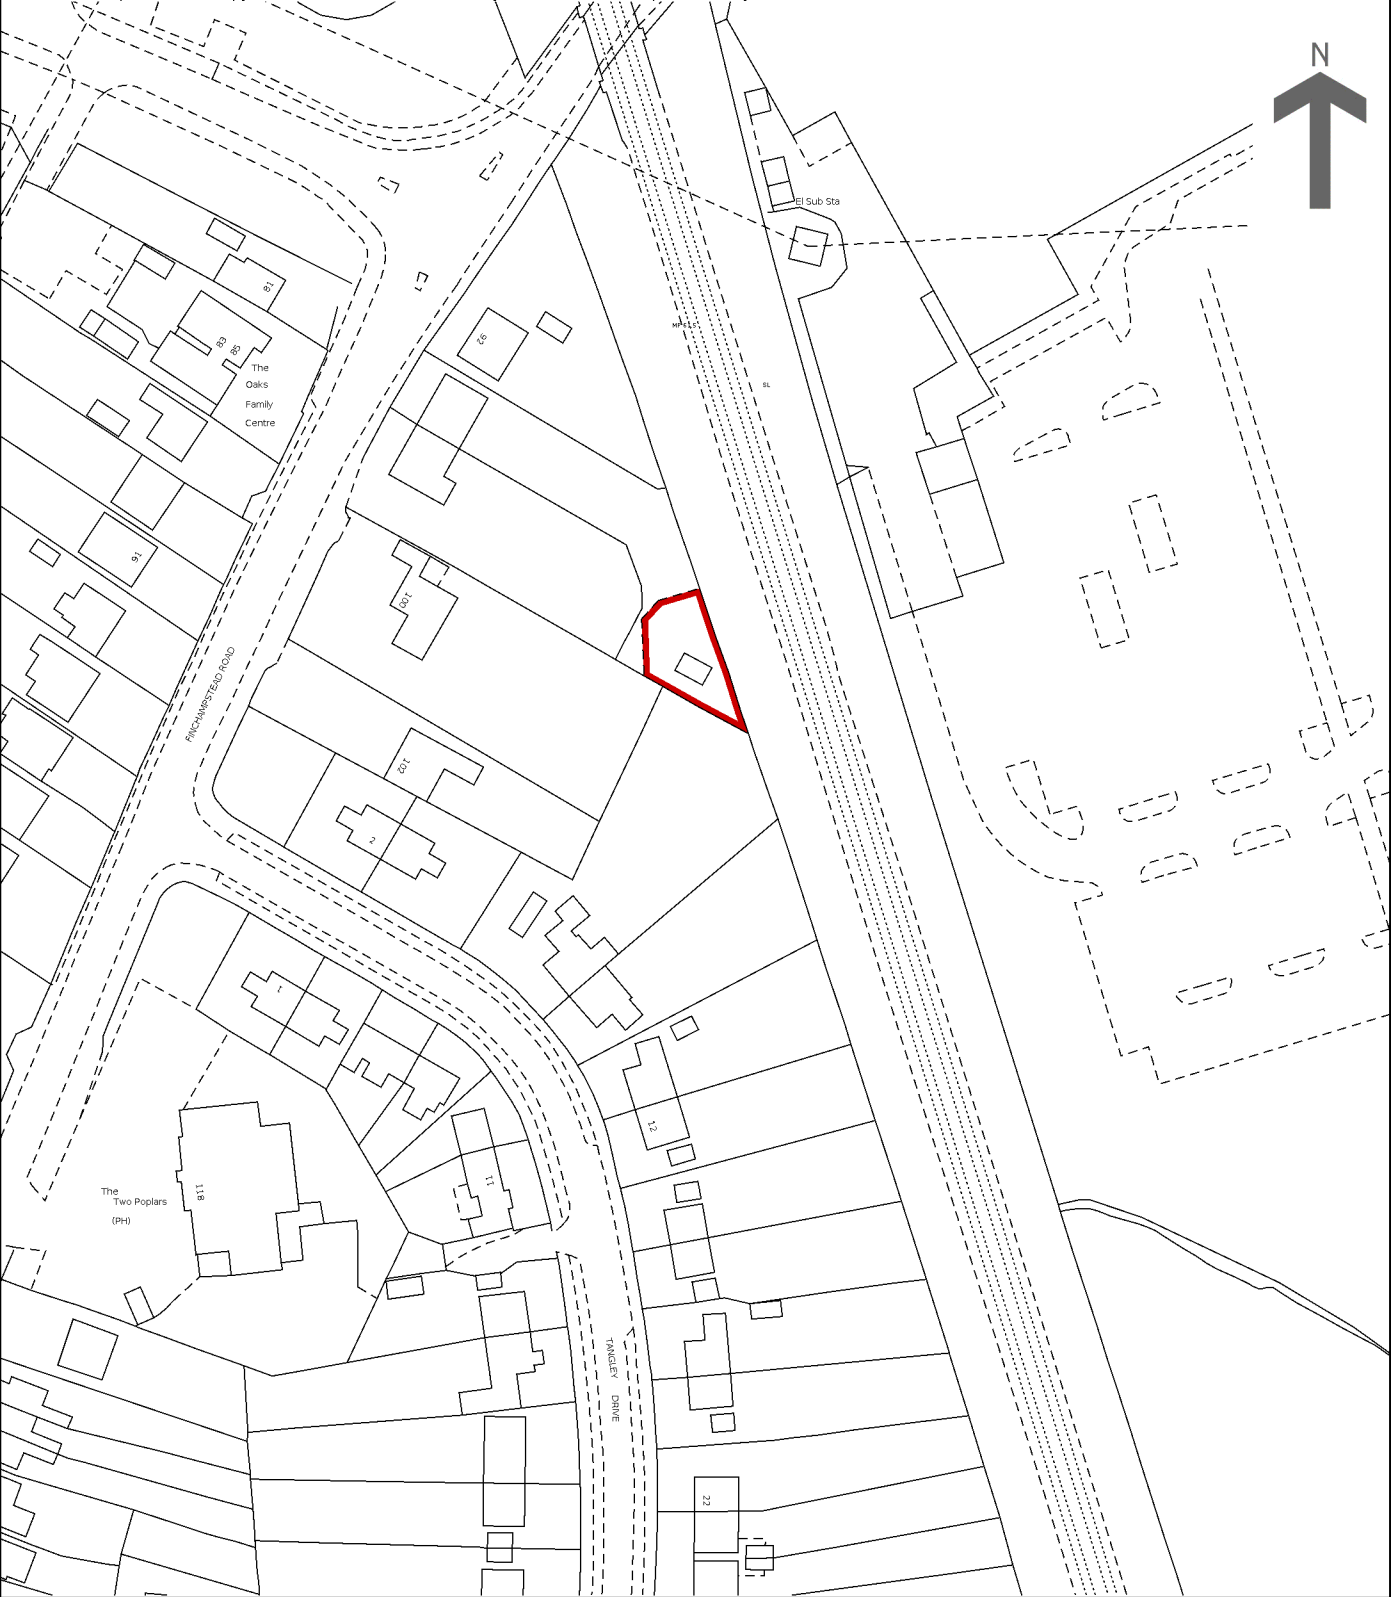 N
El Sub Sta
81
92
83
85
The
Oaks
Family
Centre
SL
91
100
FINCHAMPSTEAD ROAD
102
2
1
12
11
118
The
Two Poplars
(PH)
TANGLEY DRIVE
22